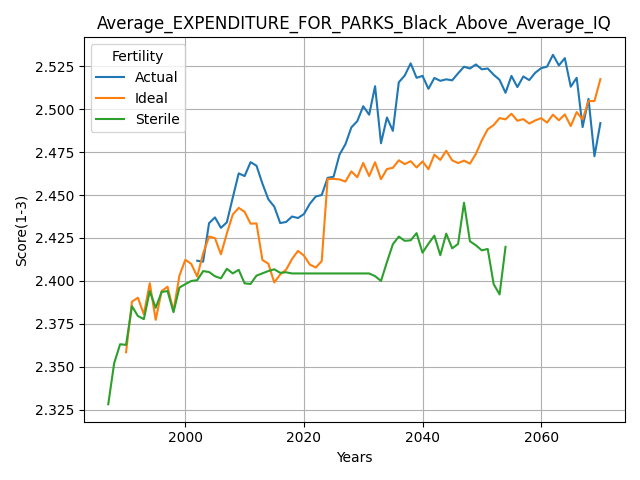 Average_EXPENDITURE_FOR_PARKS_Black_Above_Average_IQ
Fertility
Actual
Ideal
Sterile
Score(1-3)
2.525
2.500
2.475
2.450
2.425
2.400
2.375
2.350
2.325
2000
2020
2040
2060
Years